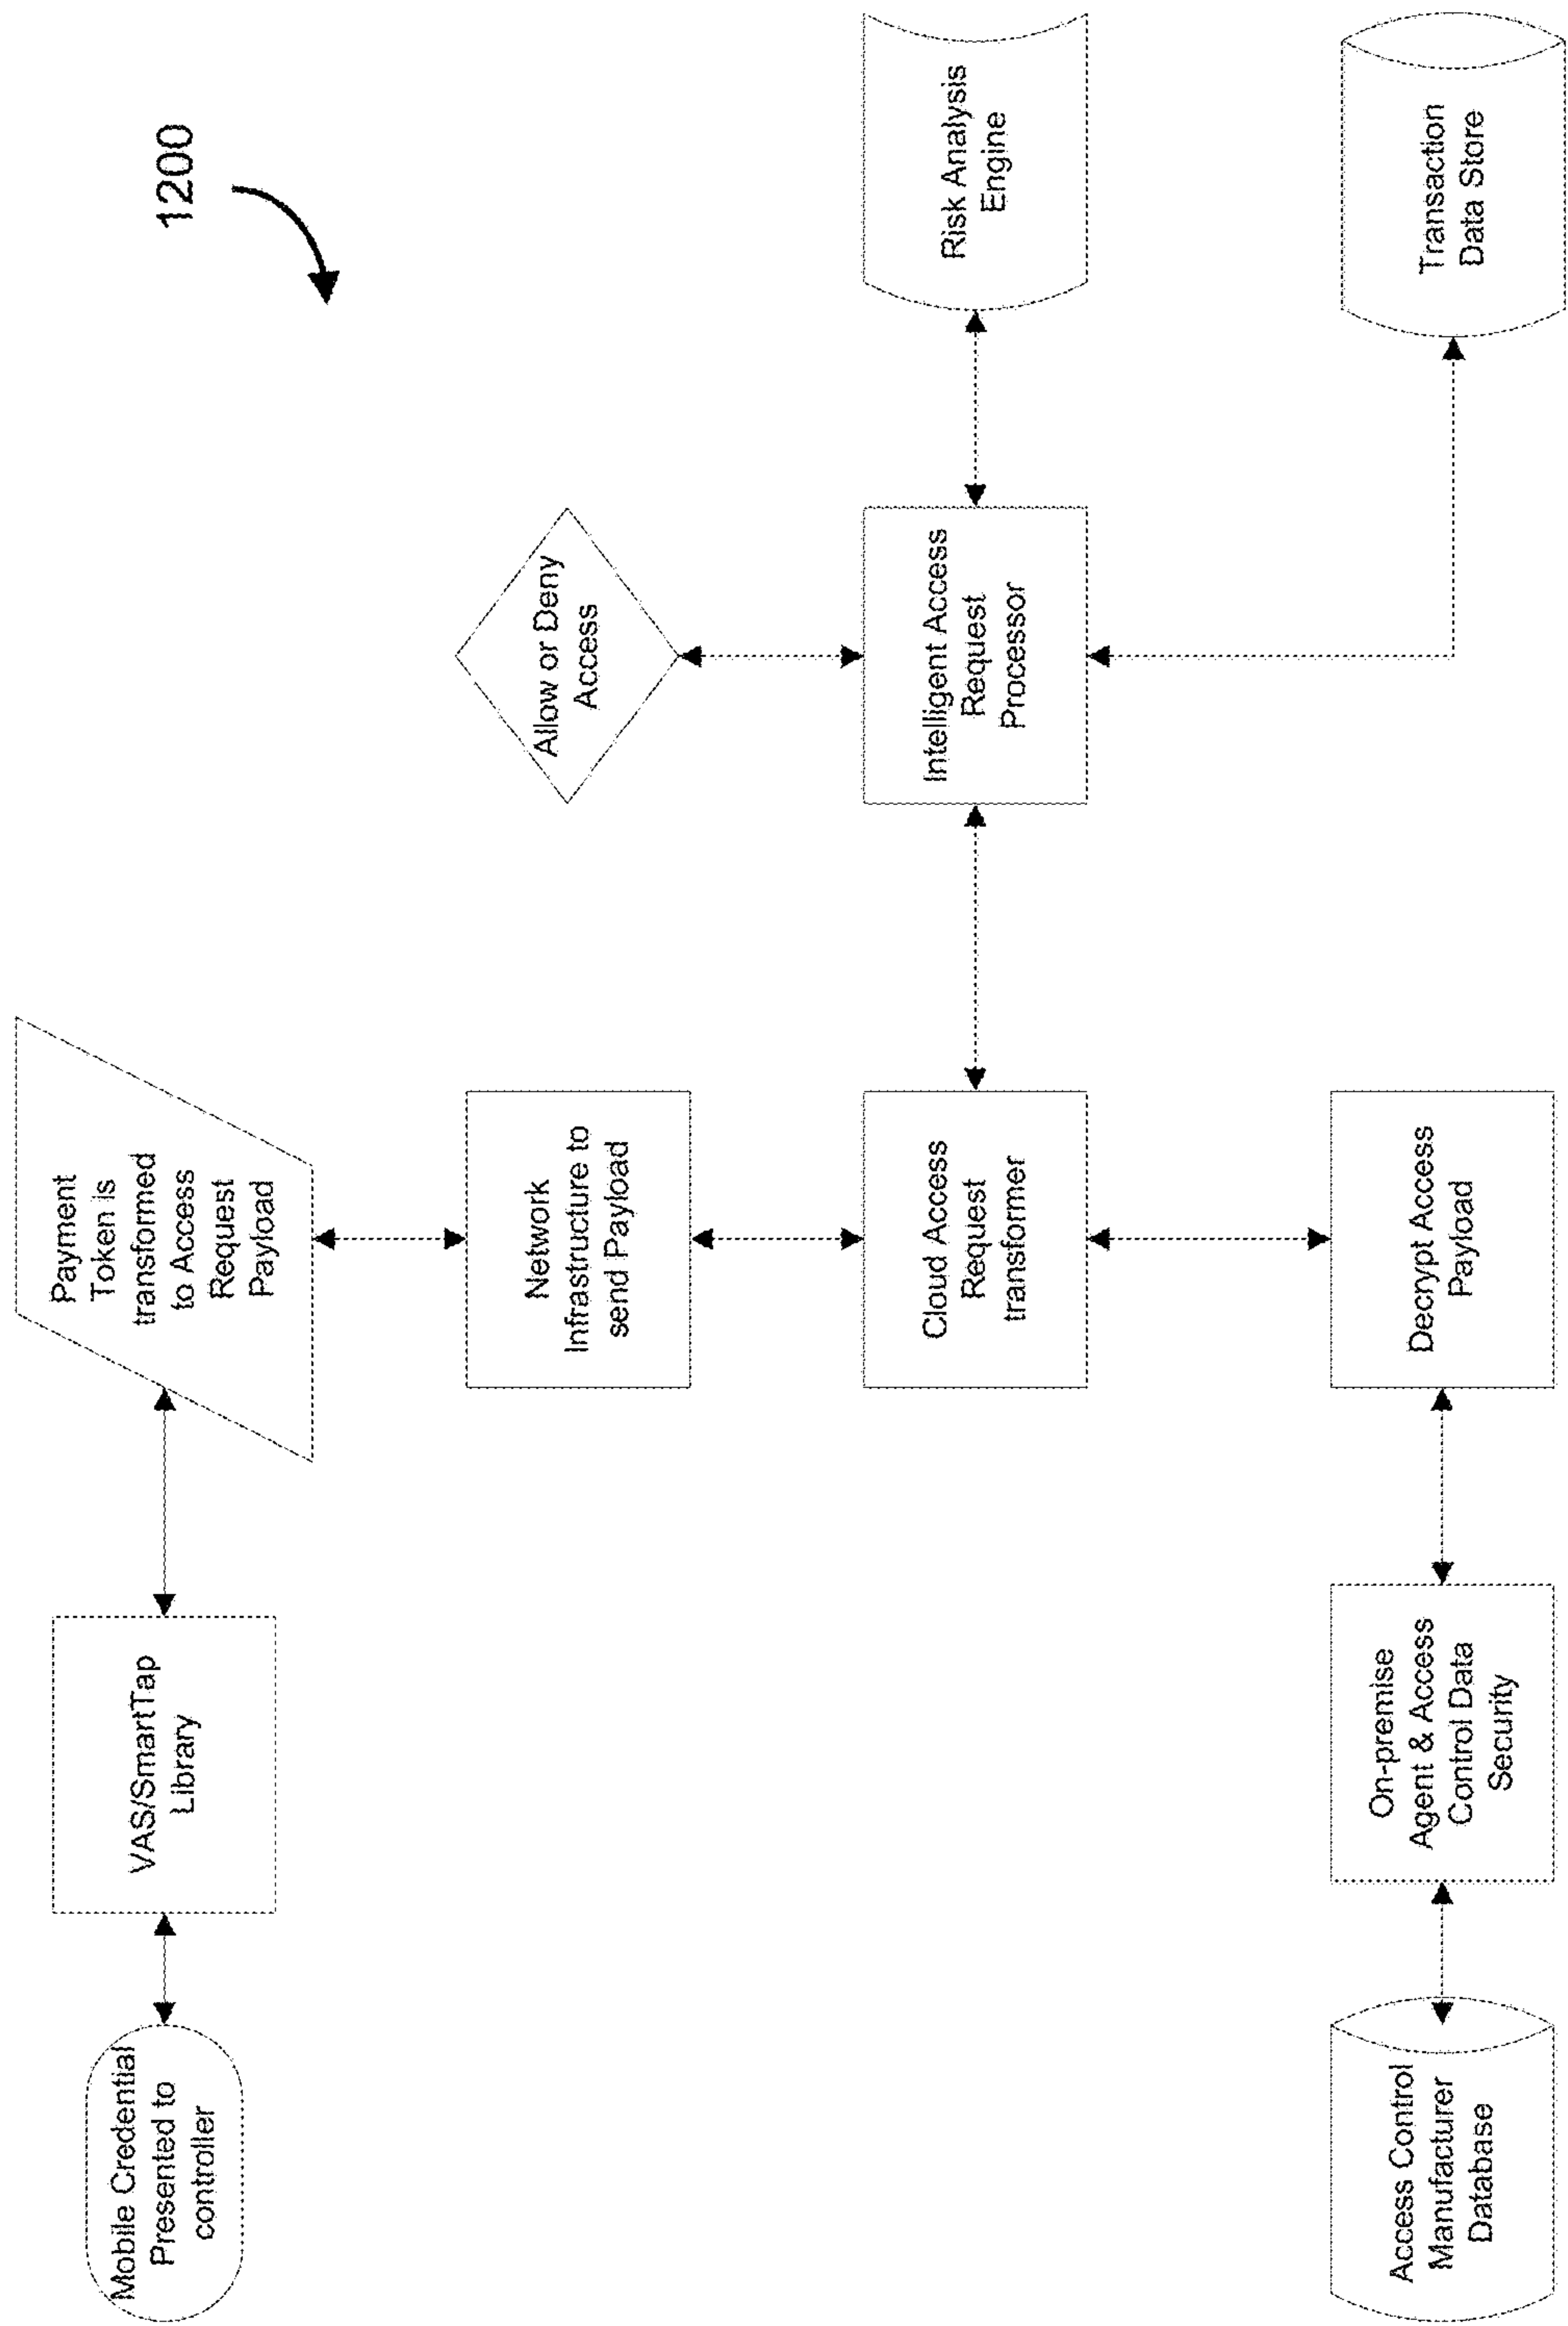 1200
Mobile Credential
Presented to
controller
VAS/SmartTap
Library
Payment
Token is
transformed
to Access
Request
Payload
Network
Infrastructure to
send Payload
Allow or Deny
Access
Cloud Access
Request
transformer
Intelligent Access
Request
Processor
Risk Analysis
Engine
Access Control
Manufacturer
Database
On-premise
Agent & Access
Control Data
Security
Decrypt Access
Payload
Transaction
Data Store